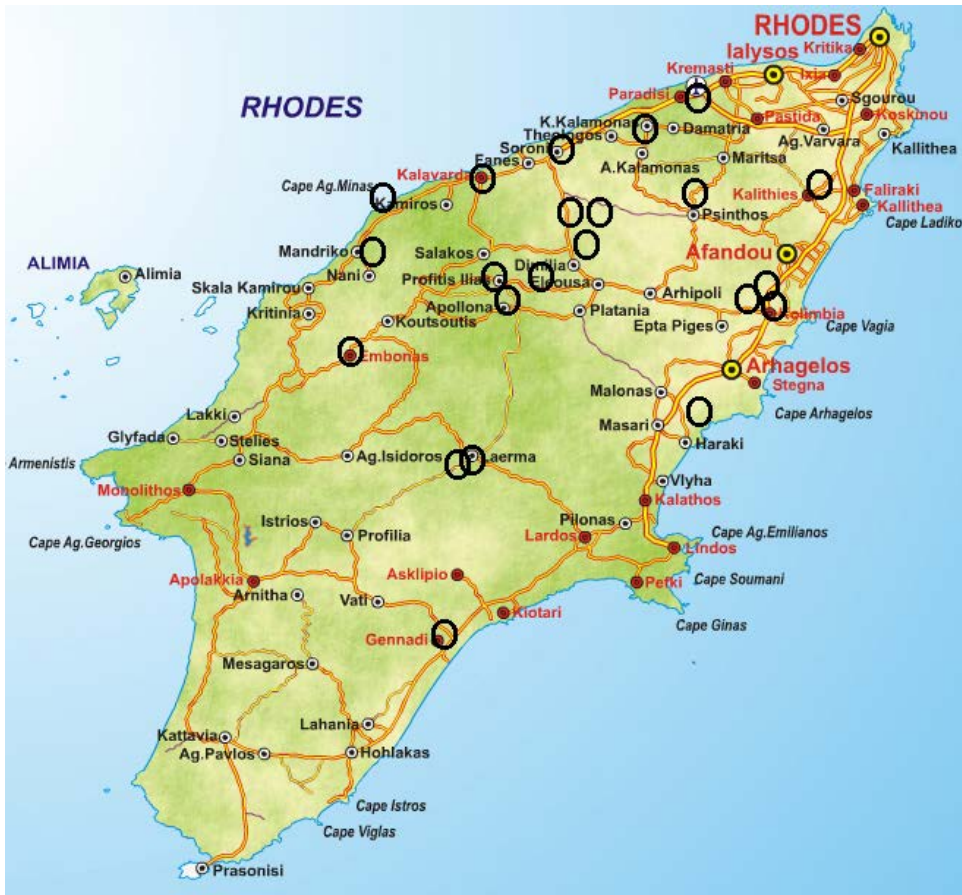 RHODES
Ialysos
Kritika
Kremasti
Ixia
Paradisi
RHODES
Sgourou
K.Kalamonas
Pastida
Koskinou
Theologos
Damatria
Ag.Varvara
Soroni
Kallithea
Fanes
A.Kalamonas
Maritsa
Kalavarda
Cape Ag.Minas
Kalithies
Faliraki
Kamiros
Kallithea
Psinthos
Cape Ladiko
Mandriko
Salakos
Afandou
ALIMIA
Dimilia
Alimia
Nani
Profitis Ilias
Eleousa
Skala Kamirou
Arhipoli
Apollona
Kritinia
Koutsoutis
Platania
Kolimbia
Epta Piges
Cape Vagia
Embonas
Arhagelos
Stegna
Malonas
Lakki
Cape Arhagelos
Masari
Glyfada
Stelies
Haraki
Armenistis
Siana
Ag.Isidoros
Laerma
Vlyha
Monolithos
Kalathos
Istrios
Pilonas
Cape Ag.Emilianos
Cape Ag.Georgios
Profilia
Lardos
Lindos
Asklipio
Apolakkia
Pefki
Cape Soumani
Arnitha
Vati
Kiotari
Cape Ginas
Gennadi
Mesagaros
Lahania
Kattavia
Ag.Pavlos
Hohlakas
Cape Istros
Cape Viglas
Prasonisi